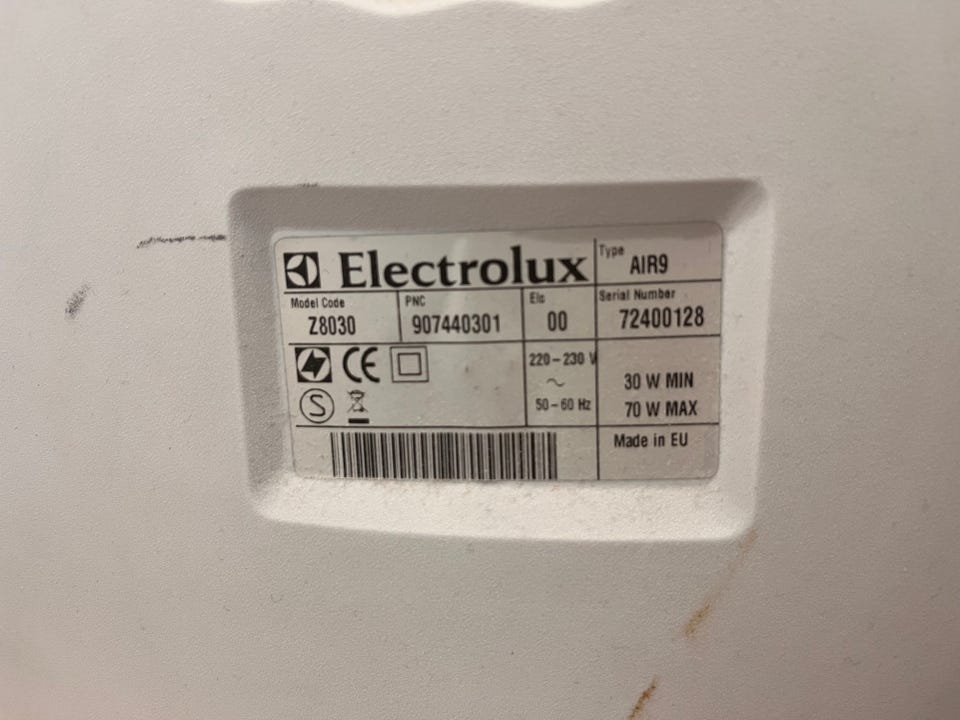 Electrolux
Type AIR9
Model Code
Z8030
PNC
907440301
Elc
00
Serial Number
72400128
CE
S
220-230 V
~
50-60 Hz
30 W MIN
70 W MAX
Made in EU